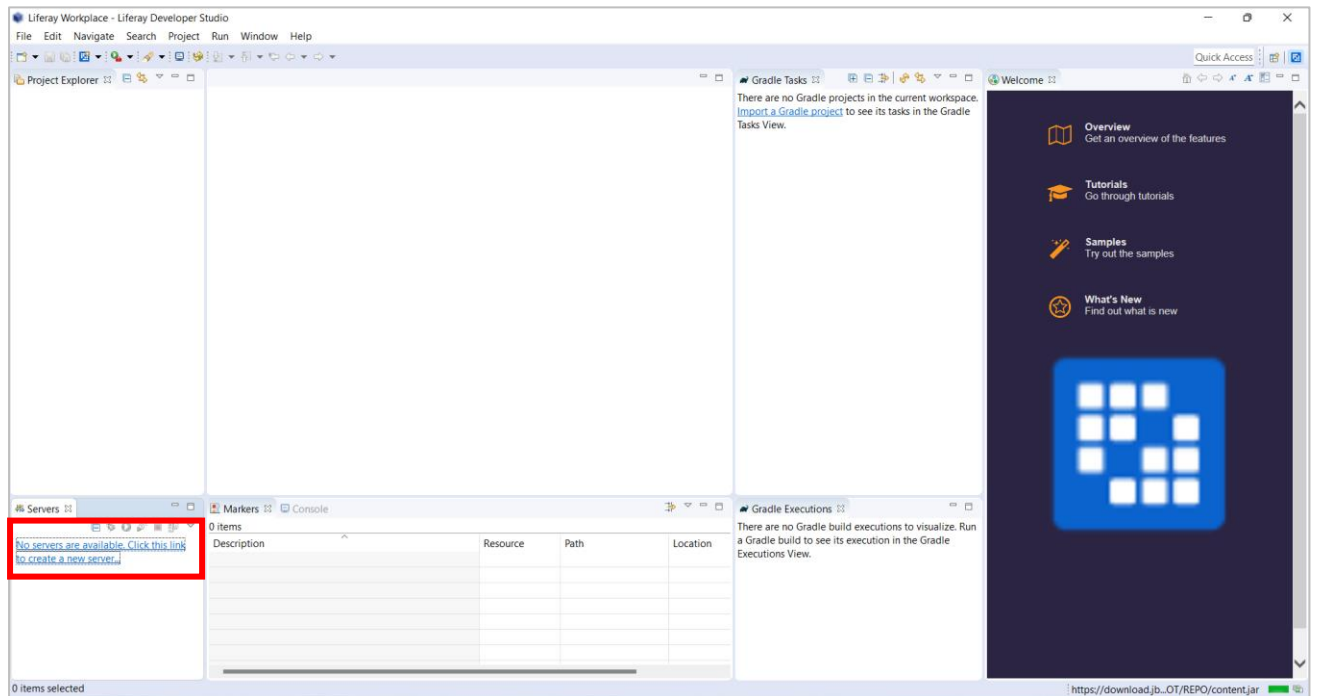 Liferay Workplace - Liferay Developer Studio
File Edit Navigate Search Project Run Window Help
Quick Access
Project Explorer
Gradle Tasks
There are no Gradle projects in the current workspace.
Import a Gradle project to see its tasks in the Gradle
Tasks View.
Welcome
Overview
Get an overview of the features
Tutorials
Go through tutorials
Samples
Try out the samples
What's New
Find out what is new
Servers
No servers are available. Click this link
to create a new server...
Markers Console
0 items
Description Resource Path Location
Gradle Executions
There are no Gradle build executions to visualize. Run
a Gradle build to see its execution in the Gradle
Executions View.
0 items selected
https://download.jb...OT/REPO/content.jar